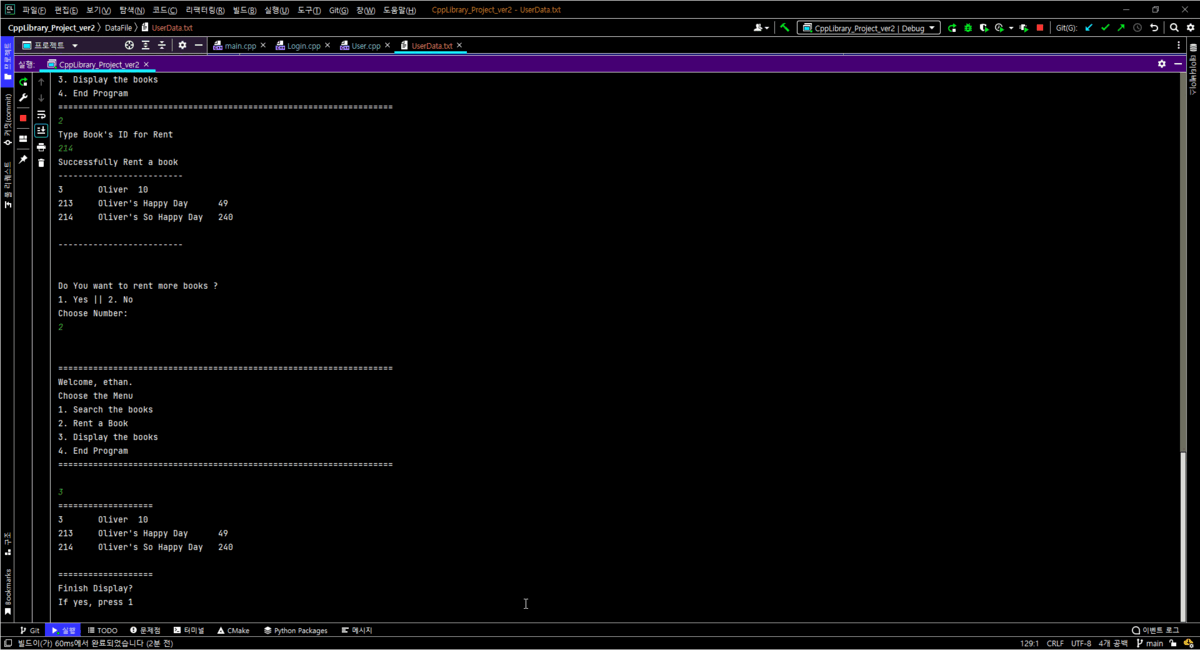 CL 파일(F) 편집(E) 보기(V) 탐색(N) 코드(C) 리팩터링(R) 빌드(B) 실행(U) 도구(T) Git(G) 창(W) 도움말(H) CppLibrary_Project_ver2 - UserData.txt
CppLibrary_Project_ver2 〉 DataFile 〉 UserData.txt
CppLibrary_Project_ver2 | Debug
Git(G):
프로젝트
main.cpp
Login.cpp
User.cpp
UserData.txt
실행: CppLibrary_Project_ver2
3. Display the books
4. End Program
===================================================================
2
Type Book's ID for Rent
214
Successfully Rent a book
-------------------------
3 Oliver 10
213 Oliver's Happy Day 49
214 Oliver's So Happy Day 240
-------------------------
Do You want to rent more books ?
1. Yes || 2. No
Choose Number:
2
===================================================================
Welcome, ethan.
Choose the Menu
1. Search the books
2. Rent a Book
3. Display the books
4. End Program
===================================================================
3
===================
3 Oliver 10
213 Oliver's Happy Day 49
214 Oliver's So Happy Day 240
===================
Finish Display?
If yes, press 1
프로젝트
커밋(commit)
풀 리퀘스트
구조
Bookmarks
데이터베이스
Git 실행 TODO 문제점 터미널 CMake Python Packages 메시지 이벤트 로그
빌드이(가) 60ms에서 완료되었습니다 (2분 전) 129:1 CRLF UTF-8 4개 공백 main